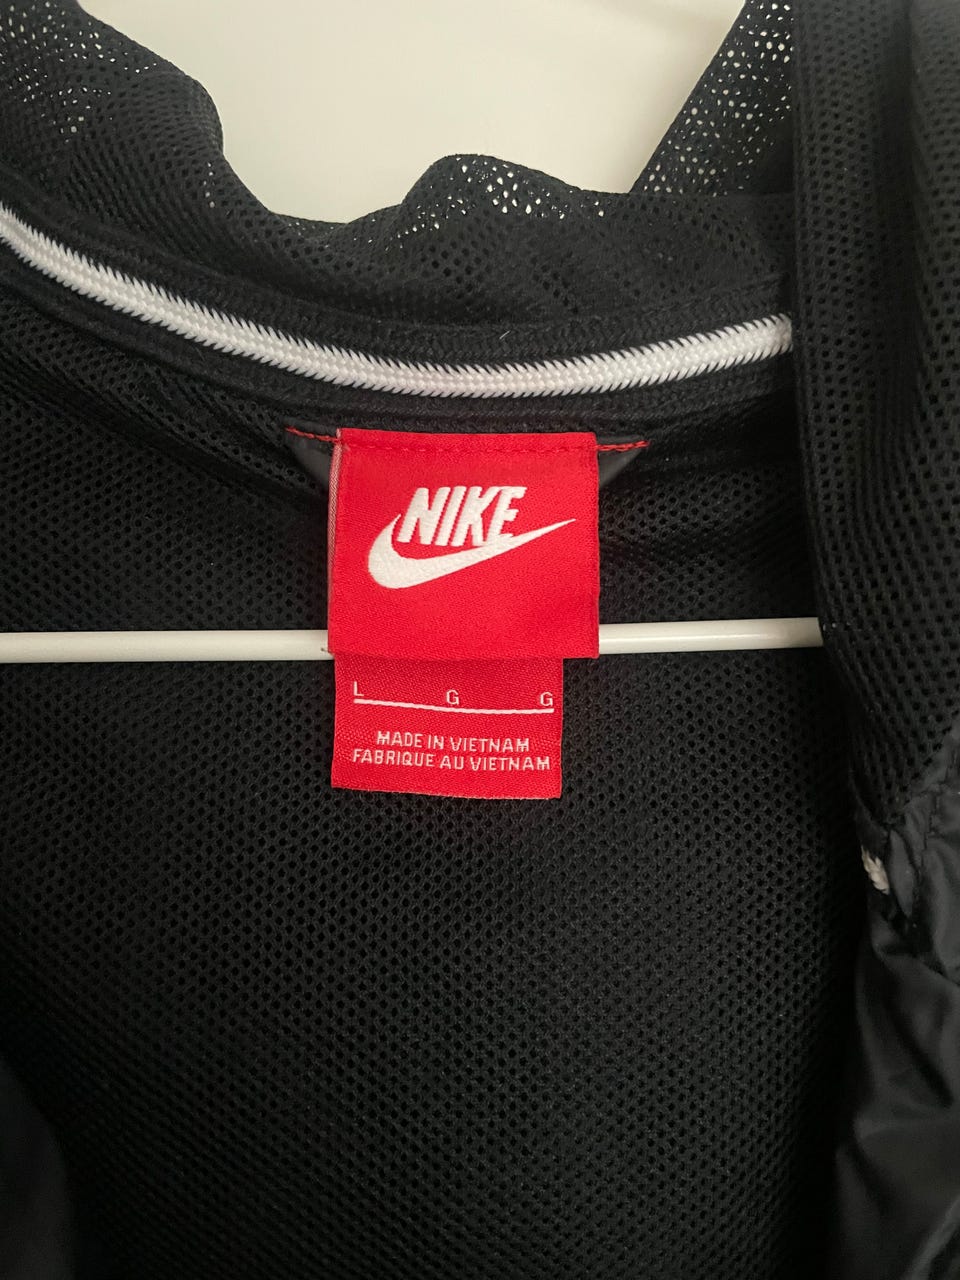 NIKE
L G G
MADE IN VIETNAM
FABRIQUE AU VIETNAM